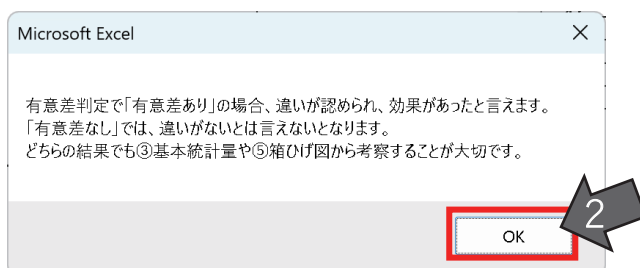 Microsoft Excel
有意差判定で「有意差あり」の場合、違いが認められ、効果があったと言えます。
「有意差なし」では、違いがないとは言えないとなります。
どちらの結果でも③基本統計量や⑤箱ひげ図から考察することが大切です。
2
OK